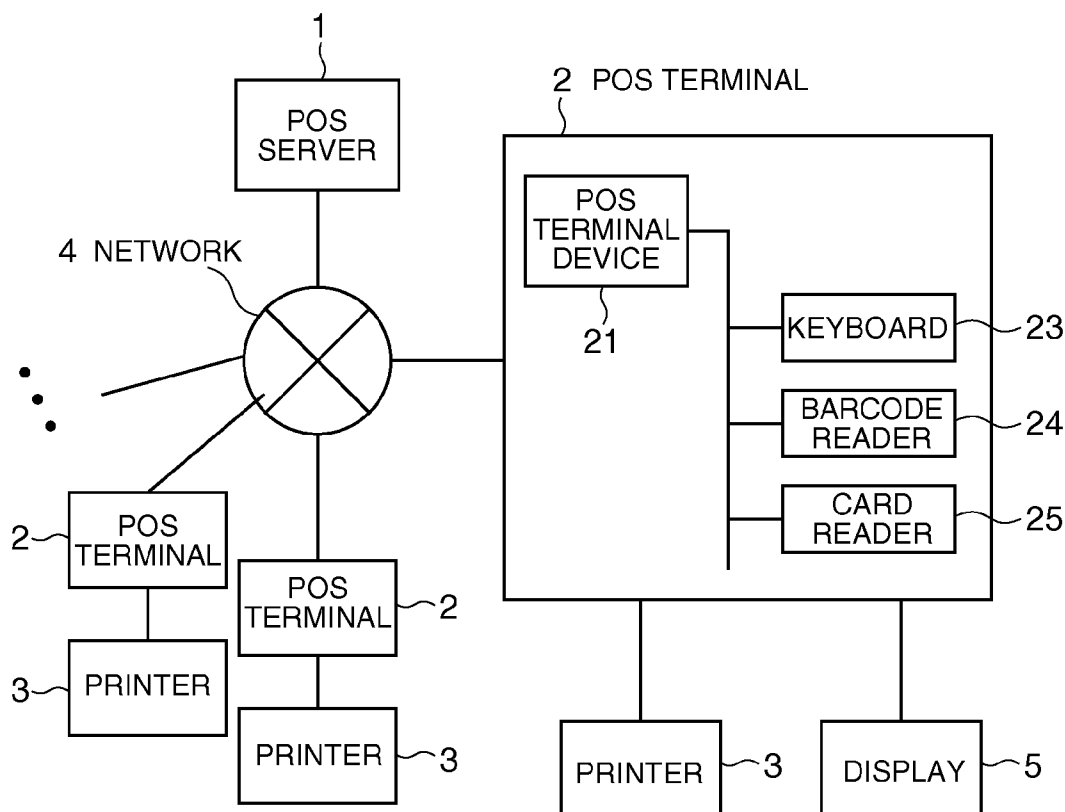 1
POS
SERVER
2 POS TERMINAL
POS
TERMINAL
DEVICE
21
4 NETWORK
KEYBOARD
23
BARCODE
READER
24
CARD
READER
25
2
POS
TERMINAL
POS
TERMINAL
2
3
PRINTER
PRINTER
3
PRINTER
3
DISPLAY
5